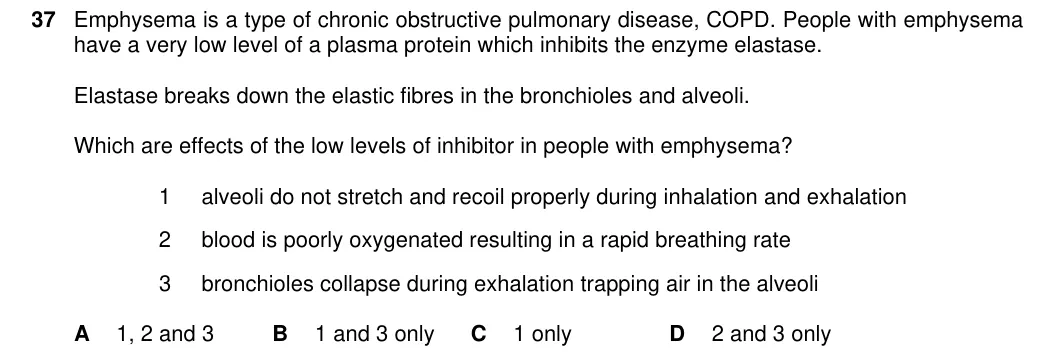 37 Emphysema is a type of chronic obstructive pulmonary disease, COPD. People with emphysema
have a very low level of a plasma protein which inhibits the enzyme elastase.
Elastase breaks down the elastic fibres in the bronchioles and alveoli.
Which are effects of the low levels of inhibitor in people with emphysema?
1 alveoli do not stretch and recoil properly during inhalation and exhalation
2 blood is poorly oxygenated resulting in a rapid breathing rate
3 bronchioles collapse during exhalation trapping air in the alveoli
A 1, 2 and 3 B 1 and 3 only C 1 only D 2 and 3 only